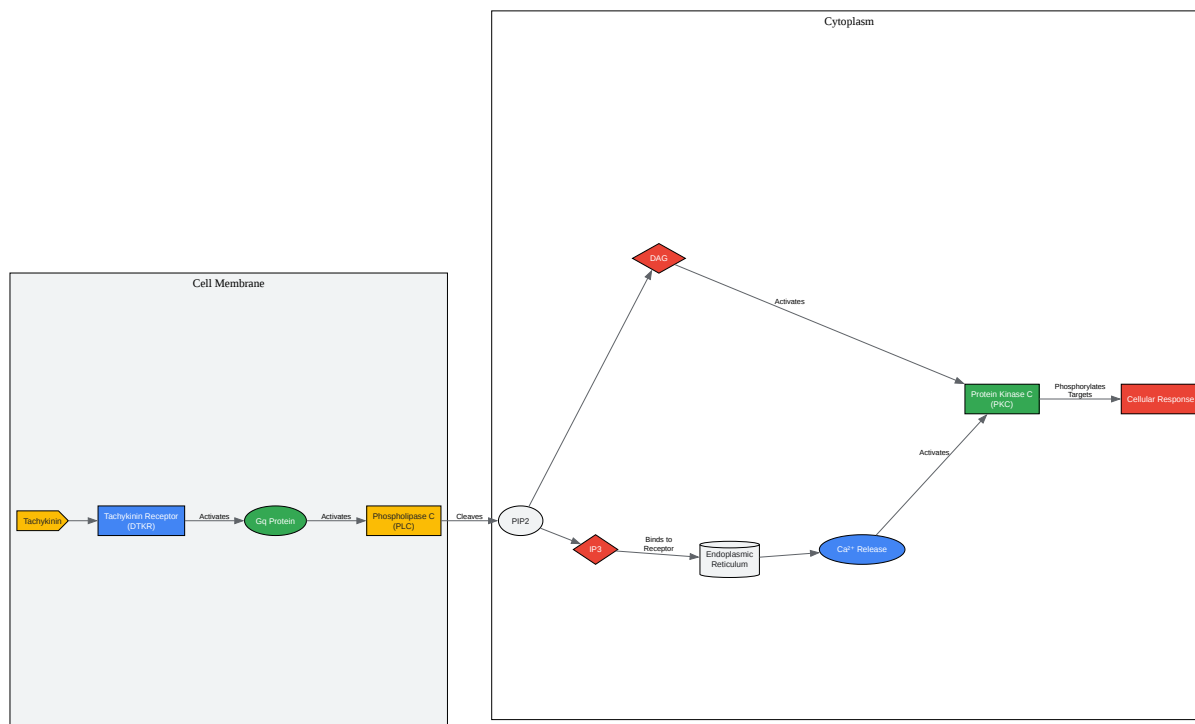 Cytoplasm
Cell Membrane
DAG
Activates
Protein Kinase C
(PKC)
Phosphorylates
Targets
Cellular Response
Activates
Tachykinin
Tachykinin Receptor
(DTKR)
Activates
Gq Protein
Activates
Phospholipase C
(PLC)
Cleaves
PIP2
IP3
Binds to
Receptor
Endoplasmic
Reticulum
Ca²⁺ Release